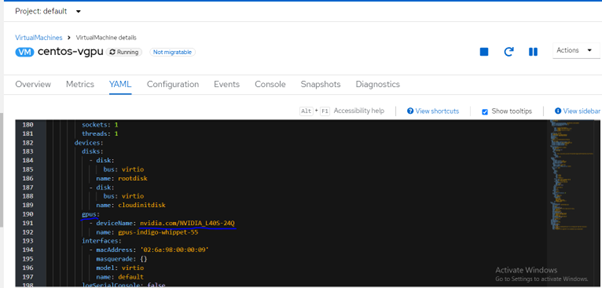 Project: default
VirtualMachines > VirtualMachine details
VM centos-vgpu Running Not migratable
Actions
Overview Metrics YAML Configuration Events Console Snapshots Diagnostics
Alt + F1 Accessibility help View shortcuts Show tooltips View sidebar
180 sockets: 1
181 threads: 1
182 devices:
183 disks:
184 - disk:
185 bus: virtio
186 name: rootdisk
187 - disk:
188 bus: virtio
189 name: cloudinitdisk
190 gpus:
191 - deviceName: nvidia.com/NVIDIA_L40S-24Q
192 name: gpus-indigo-whippet-55
193 interfaces:
194 - macAddress: '02:6a:98:00:00:09'
195 masquerade: {}
196 model: virtio
197 name: default
198 logSerialConsole: false
Activate Windows
Go to Settings to activate Windows.